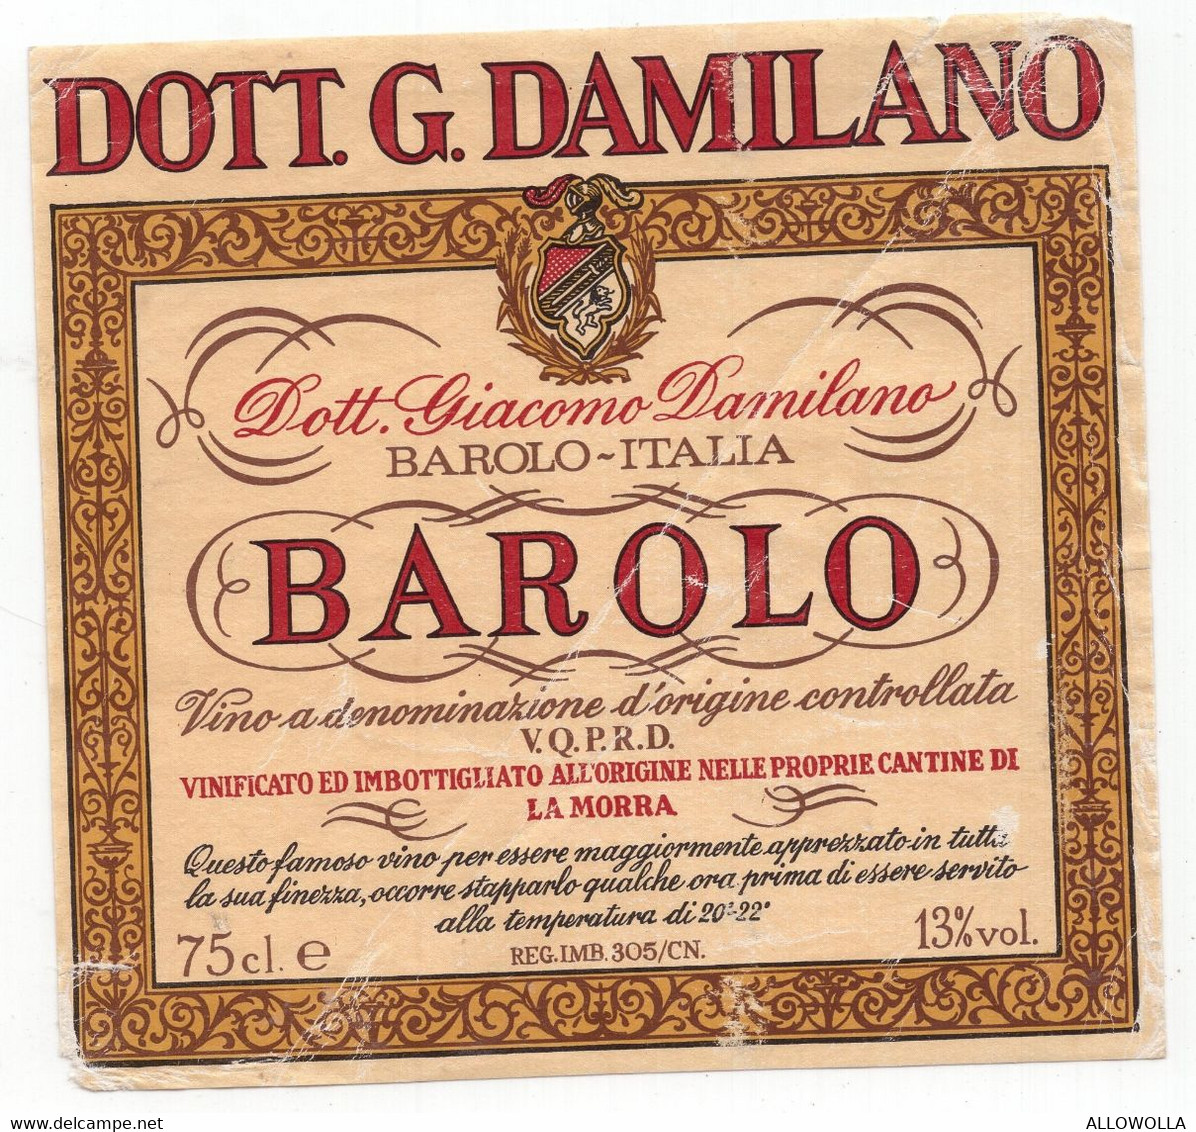 DOTT. G. DAMILANO
Dott. Giacomo Damilano
BAROLO~ITALIA
BAROLO
Vino a denominazione d'origine controllata
V.Q.P.R.D.
VINIFICATO ED IMBOTTIGLIATO ALL'ORIGINE NELLE PROPRIE CANTINE DI
LA MORRA
Questo famoso vino per essere maggiormente apprezzato in tutta
la sua finezza, occorre stapparlo qualche ora prima di essere servito
alla temperatura di 20°-22°
75 cl. e
REG. IMB. 305/CN.
13% vol.
www.delcampe.net
ALLOWOLLA